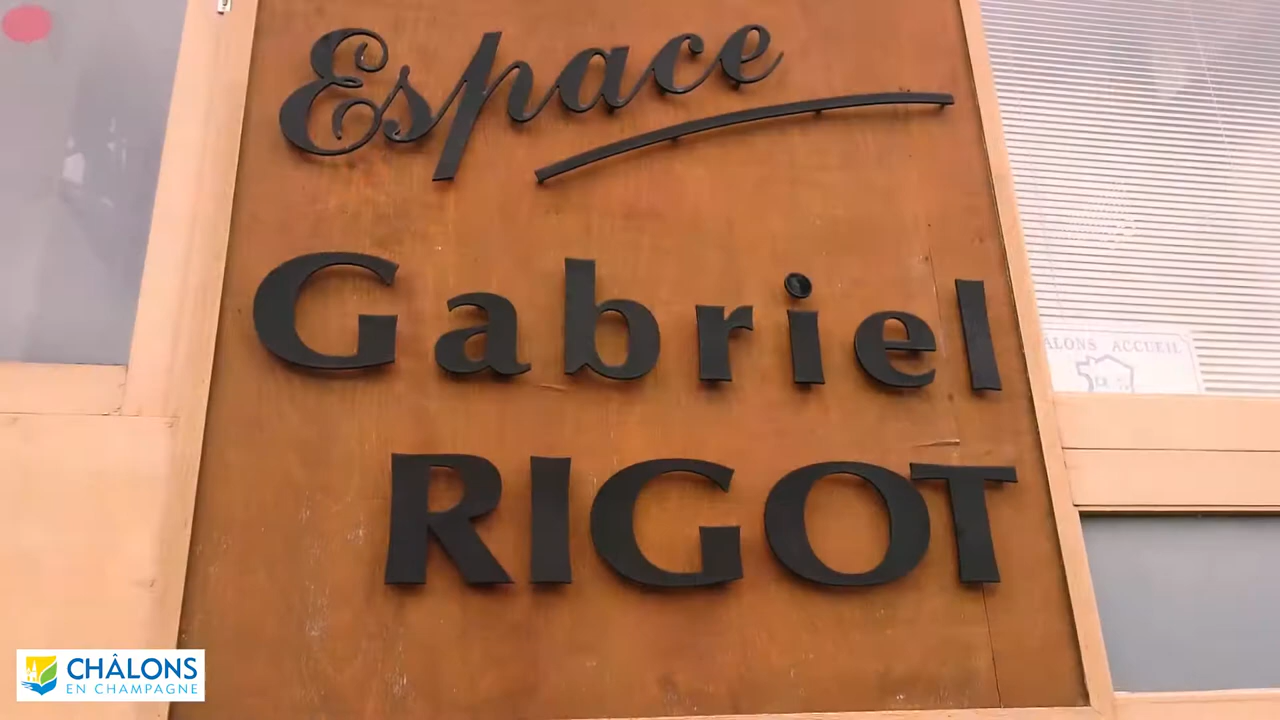 Espace
Gabriel
RIGOT
ALONS ACCUEIL
CHÂLONS
EN CHAMPAGNE